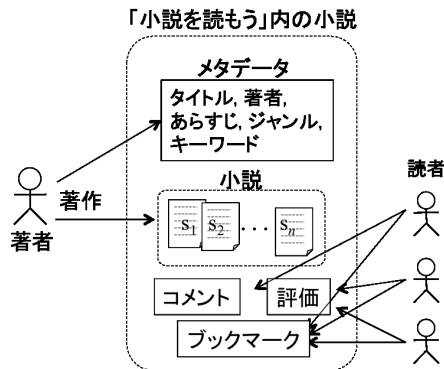 「小説を読もう」内の小説
メタデータ
タイトル, 著者,
あらすじ, ジャンル,
キーワード
著者
著作
小説
s1 s2 ... sn
読者
コメント
評価
ブックマーク